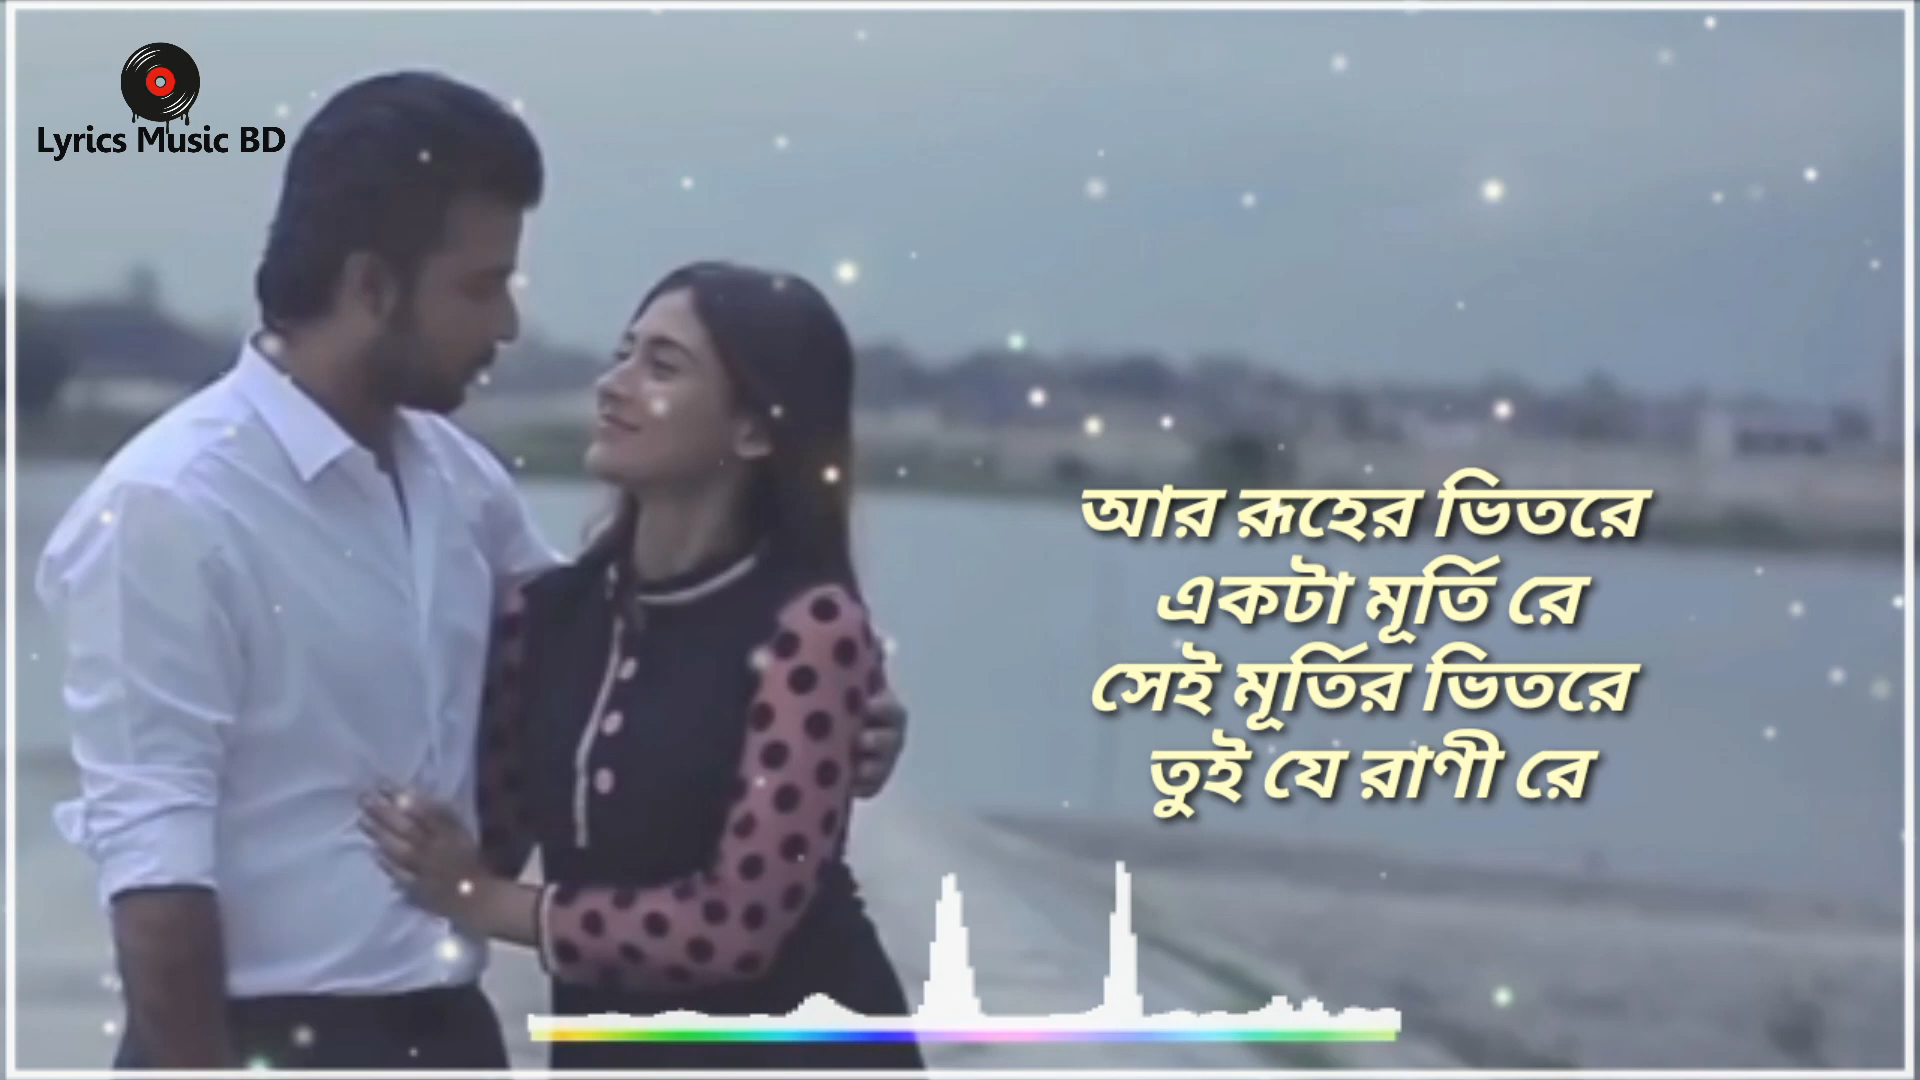 Lyrics Music BD
আর রূহের ভিতরে
একটা মূর্তি রে
সেই মূর্তির ভিতরে
তুই যে রাণী রে